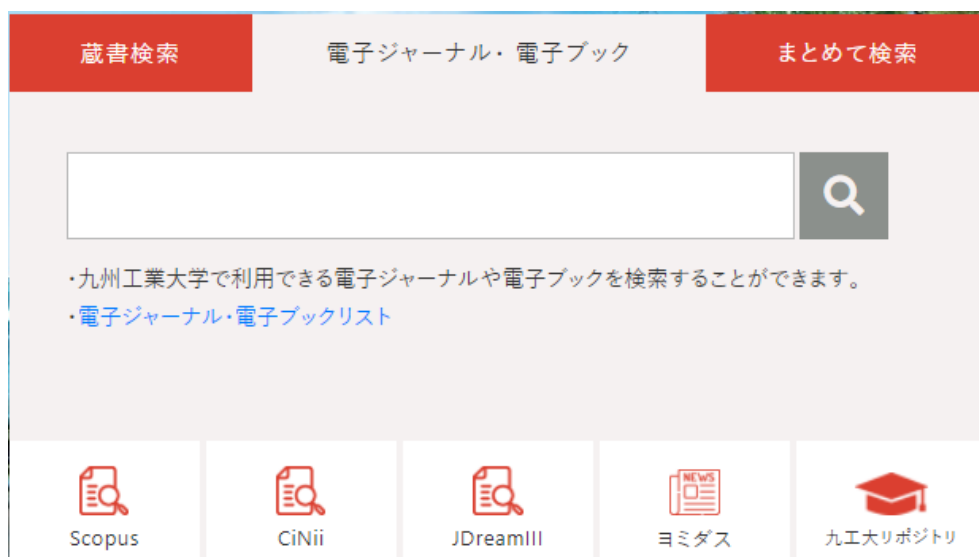 蔵書検索
電子ジャーナル・電子ブック
まとめて検索
・九州工業大学で利用できる電子ジャーナルや電子ブックを検索することができます。
・電子ジャーナル・電子ブックリスト
NEWS
Scopus
CiNii
JDreamIII
ヨミダス
九工大リポジトリ